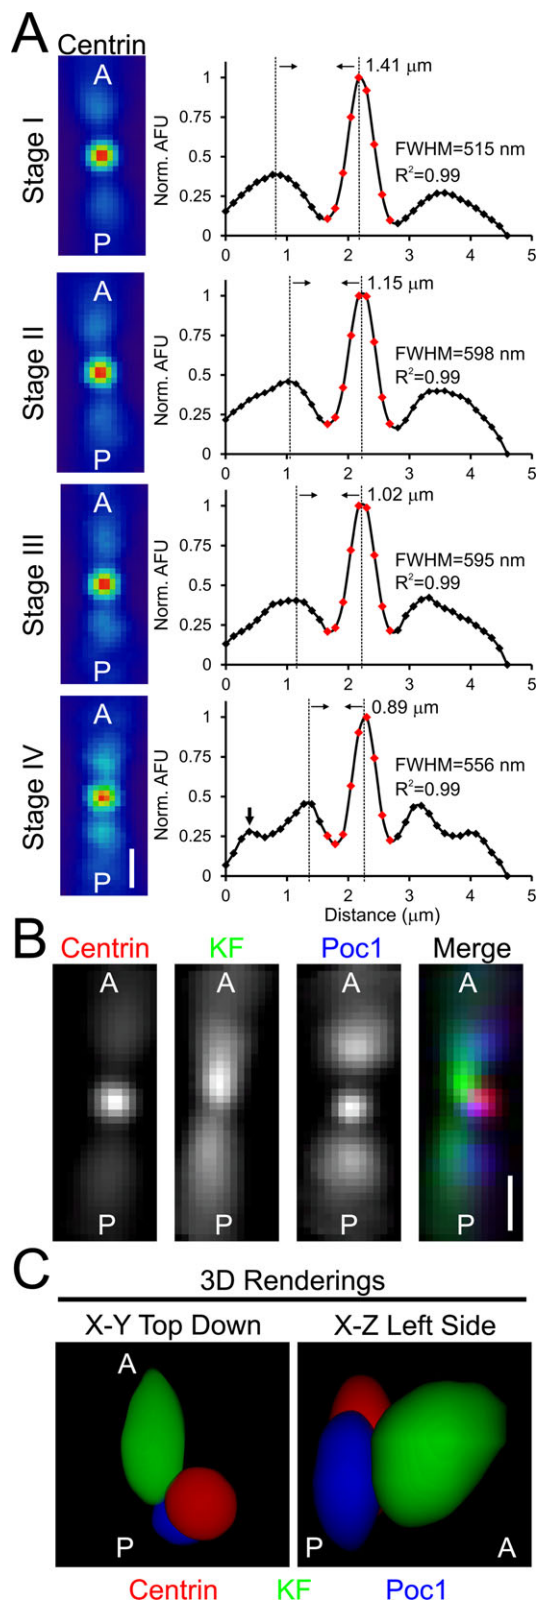 A
Centrin
Stage I
A
P
Norm. AFU
1
0.75
0.5
0.25
0
0 1 2 3 4 5
1.41 μm
FWHM=515 nm
R²=0.99
Stage II
A
P
Norm. AFU
1
0.75
0.5
0.25
0
0 1 2 3 4 5
1.15 μm
FWHM=598 nm
R²=0.99
Stage III
A
P
Norm. AFU
1
0.75
0.5
0.25
0
0 1 2 3 4 5
1.02 μm
FWHM=595 nm
R²=0.99
Stage IV
A
P
Norm. AFU
1
0.75
0.5
0.25
0
0 1 2 3 4 5
0.89 μm
FWHM=556 nm
R²=0.99
Distance (μm)
B
Centrin KF Poc1 Merge
A A A A
P P P P
C
3D Renderings
X-Y Top Down X-Z Left Side
A
P P A
Centrin KF Poc1